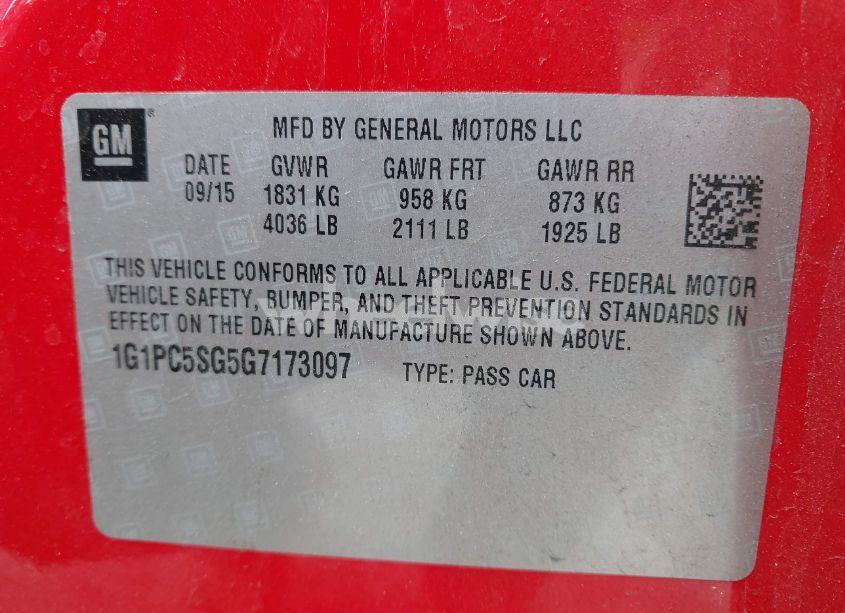 GM
MFD BY GENERAL MOTORS LLC
DATE GVWR GAWR FRT GAWR RR
09/15 1831 KG 958 KG 873 KG
4036 LB 2111 LB 1925 LB
THIS VEHICLE CONFORMS TO ALL APPLICABLE U.S. FEDERAL MOTOR
VEHICLE SAFETY, BUMPER, AND THEFT PREVENTION STANDARDS IN
EFFECT ON THE DATE OF MANUFACTURE SHOWN ABOVE.
1G1PC5SG5G7173097 TYPE: PASS CAR